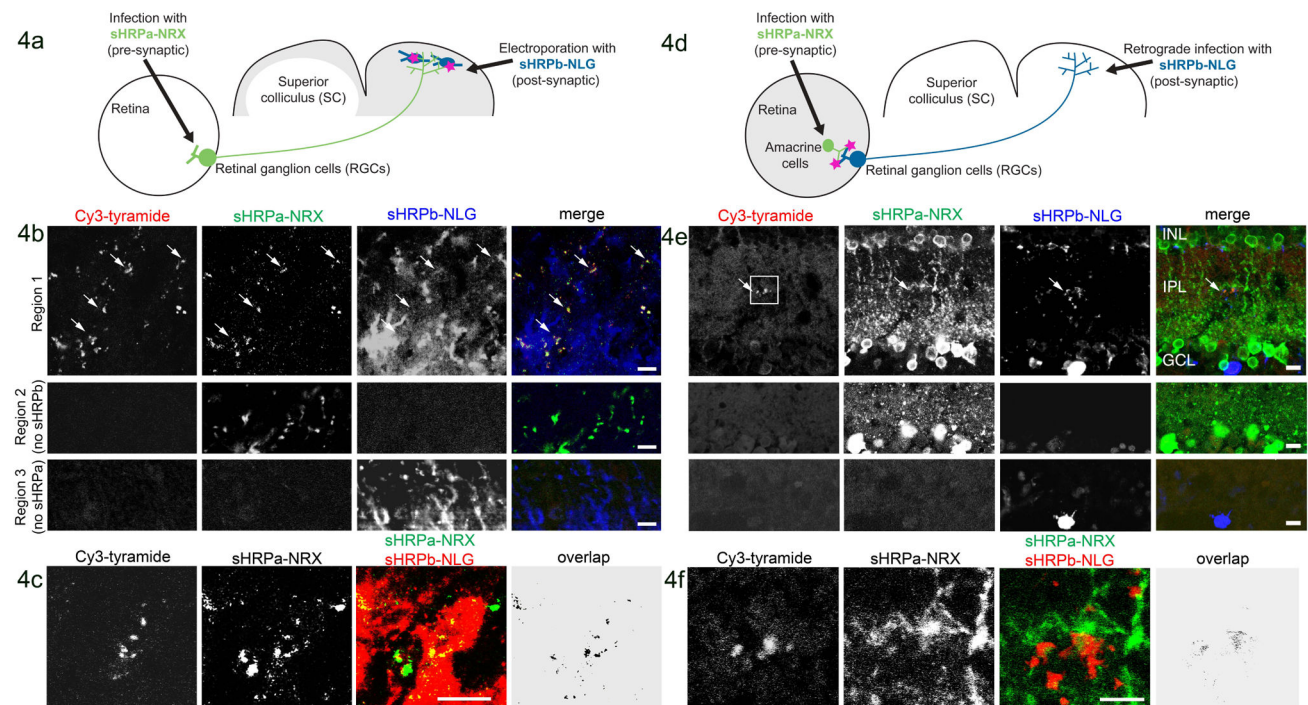 4a
Infection with
sHRPa-NRX
(pre-synaptic)
Retina
Superior
colliculus (SC)
Electroporation with
sHRPb-NLG
(post-synaptic)
Retinal ganglion cells (RGCs)
4b
Cy3-tyramide sHRPa-NRX sHRPb-NLG merge
Region 1
Region 2
(no sHRPb)
Region 3
(no sHRPa)
4c
Cy3-tyramide sHRPa-NRX sHRPa-NRX overlap
sHRPb-NLG
4d
Infection with
sHRPa-NRX
(pre-synaptic)
Retina
Amacrine
cells
Superior
colliculus (SC)
Retrograde infection with
sHRPb-NLG
(post-synaptic)
Retinal ganglion cells (RGCs)
4e
Cy3-tyramide sHRPa-NRX sHRPb-NLG merge
INL
IPL
GCL
4f
Cy3-tyramide sHRPa-NRX sHRPa-NRX overlap
sHRPb-NLG